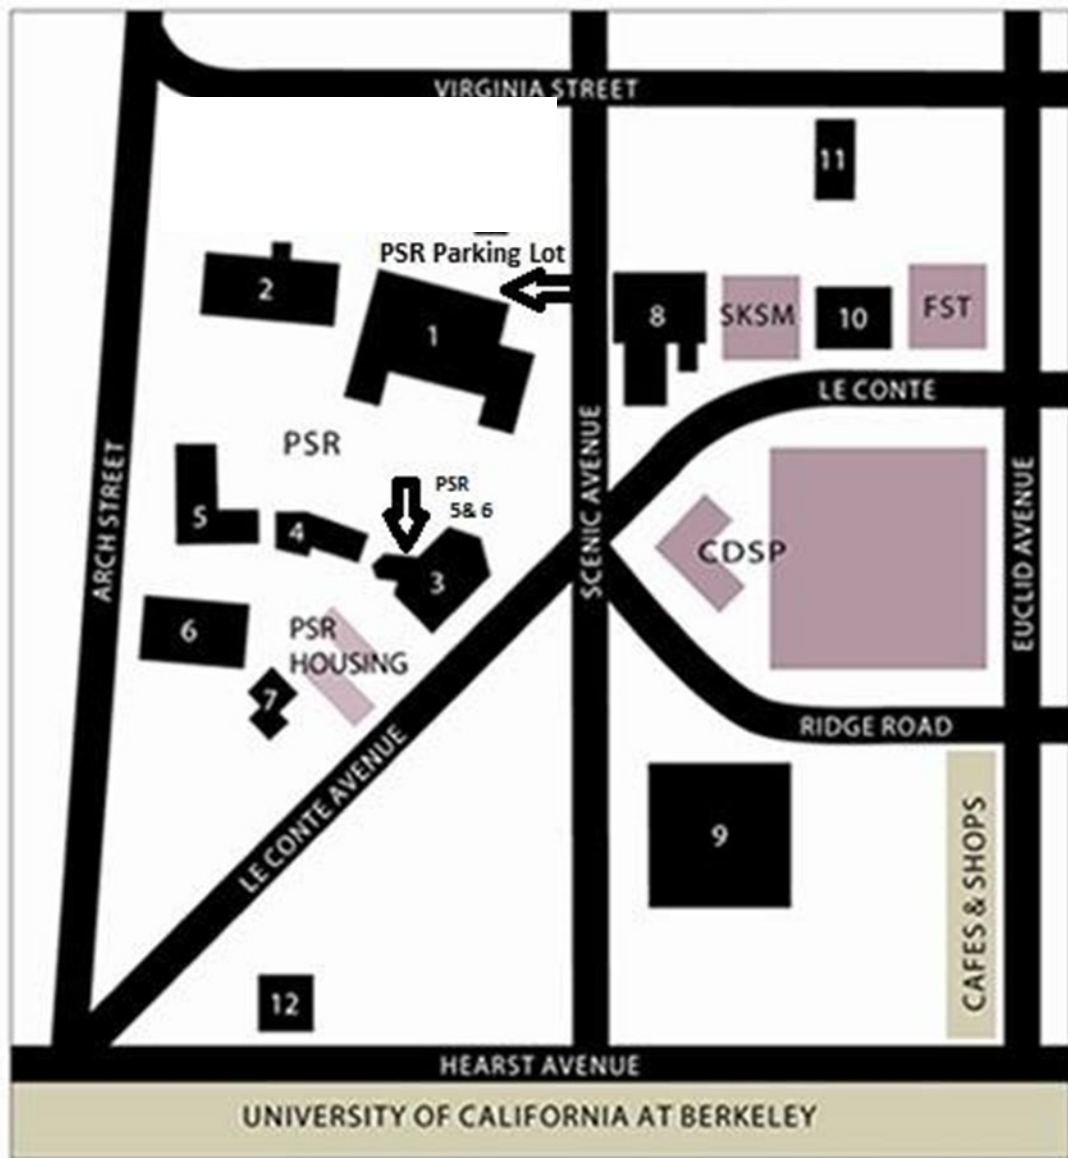 VIRGINIA STREET
11
PSR Parking Lot
2
1
8
SKSM
10
FST
LE CONTE
PSR
ARCH STREET
SCENIC AVENUE
EUCLID AVENUE
PSR
5& 6
5
4
3
CDSP
6
PSR
HOUSING
7
RIDGE ROAD
LE CONTE AVENUE
9
CAFES & SHOPS
12
HEARST AVENUE
UNIVERSITY OF CALIFORNIA AT BERKELEY